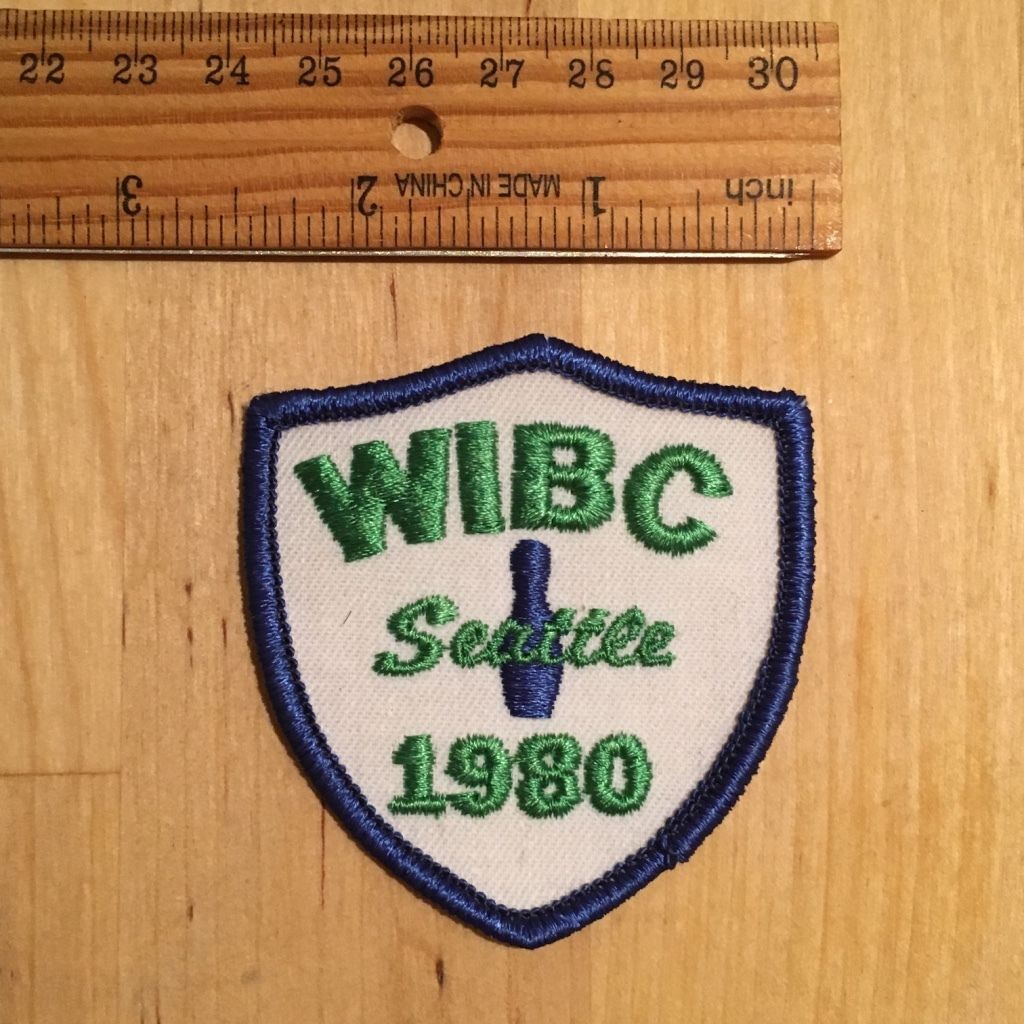 22 23 24 25 26 27 28 29 30
3 2 MADE IN CHINA 1 inch
WIBC
Seattle
1980